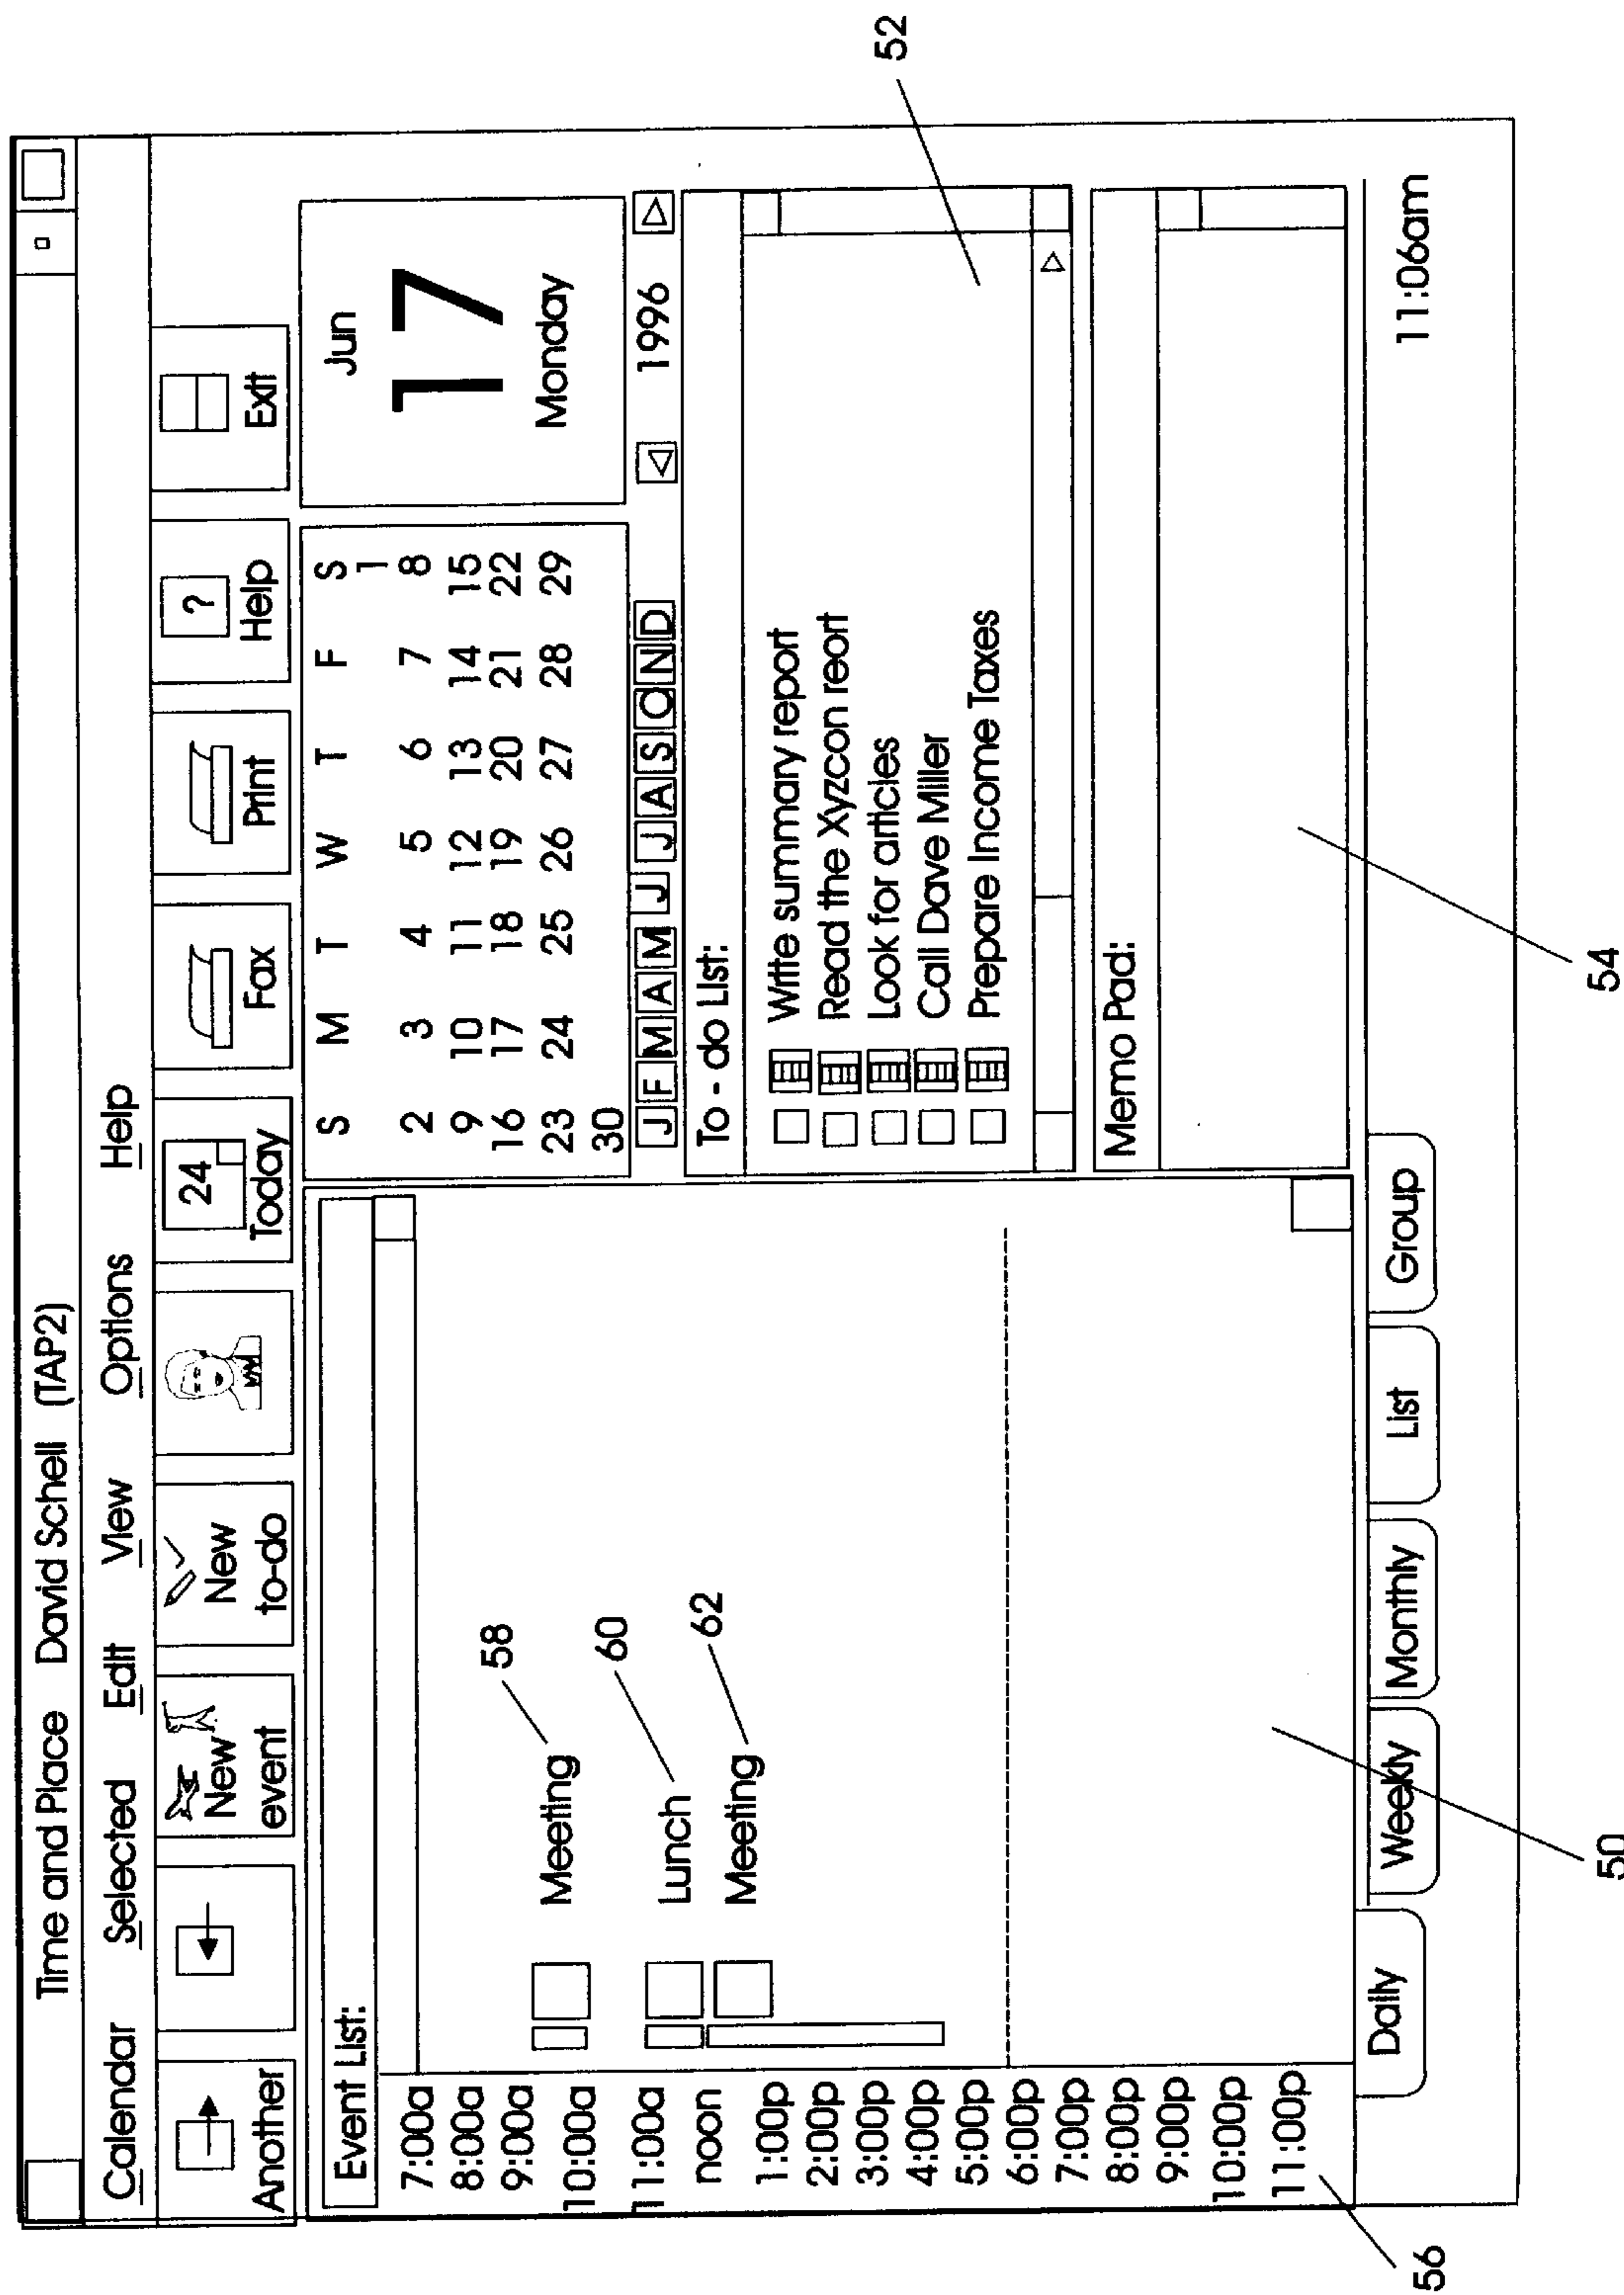 Time and Place David Schell (TAP2)
Calendar Selected Edit View Options Help
Another
New event
New to-do
24 Today
Fax
Print
? Help
Exit
Event List:
7:00a
8:00a
9:00a
10:00a
11:00a
noon
1:00p
2:00p
3:00p
4:00p
5:00p
6:00p
7:00p
8:00p
9:00p
10:00p
11:00p
Meeting
58
Lunch
60
Meeting
62
S M T W T F S
1
2 3 4 5 6 7 8
9 10 11 12 13 14 15
16 17 18 19 20 21 22
23 24 25 26 27 28 29
30
J F M A M J J A S O N D
Jun
17
Monday
1996
To - do List:
Write summary report
Read the Xyzcon reort
Look for articles
Call Dave Miller
Prepare Income Taxes
52
Memo Pad:
54
Daily Weekly Monthly List Group
11:06am
50
56